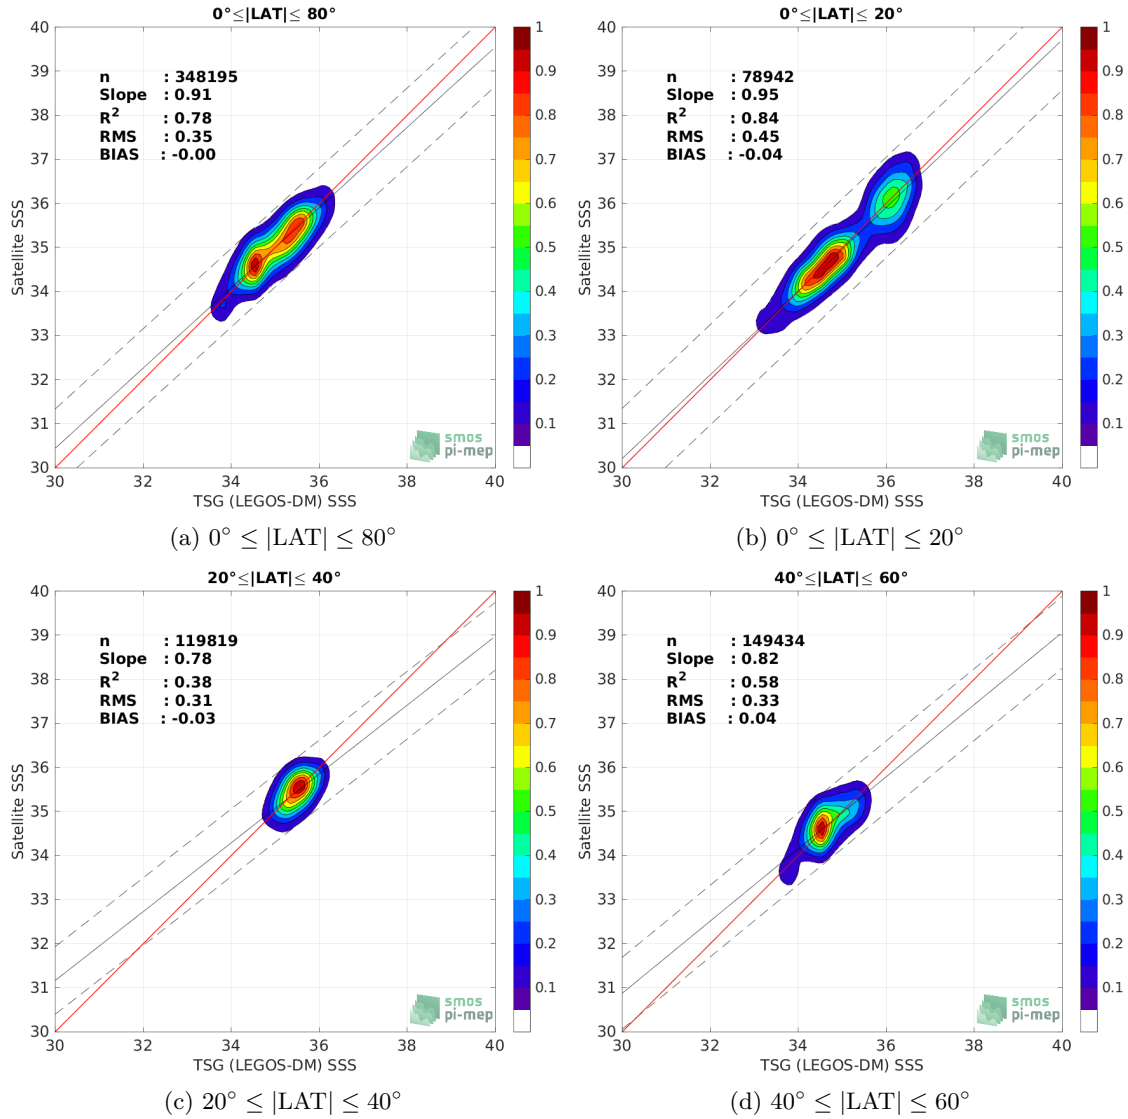 0°≤|LAT|≤ 80°
n : 348195
Slope : 0.91
R² : 0.78
RMS : 0.35
BIAS : -0.00
Satellite SSS
40
39
38
37
36
35
34
33
32
31
30
30 32 34 36 38 40
TSG (LEGOS-DM) SSS
smos
pi-mep
1
0.9
0.8
0.7
0.6
0.5
0.4
0.3
0.2
0.1
(a) 0° ≤ |LAT| ≤ 80°
0°≤|LAT|≤ 20°
n : 78942
Slope : 0.95
R² : 0.84
RMS : 0.45
BIAS : -0.04
Satellite SSS
40
39
38
37
36
35
34
33
32
31
30
30 32 34 36 38 40
TSG (LEGOS-DM) SSS
smos
pi-mep
1
0.9
0.8
0.7
0.6
0.5
0.4
0.3
0.2
0.1
(b) 0° ≤ |LAT| ≤ 20°
20°≤|LAT|≤ 40°
n : 119819
Slope : 0.78
R² : 0.38
RMS : 0.31
BIAS : -0.03
Satellite SSS
40
39
38
37
36
35
34
33
32
31
30
30 32 34 36 38 40
TSG (LEGOS-DM) SSS
smos
pi-mep
1
0.9
0.8
0.7
0.6
0.5
0.4
0.3
0.2
0.1
(c) 20° ≤ |LAT| ≤ 40°
40°≤|LAT|≤ 60°
n : 149434
Slope : 0.82
R² : 0.58
RMS : 0.33
BIAS : 0.04
Satellite SSS
40
39
38
37
36
35
34
33
32
31
30
30 32 34 36 38 40
TSG (LEGOS-DM) SSS
smos
pi-mep
1
0.9
0.8
0.7
0.6
0.5
0.4
0.3
0.2
0.1
(d) 40° ≤ |LAT| ≤ 60°